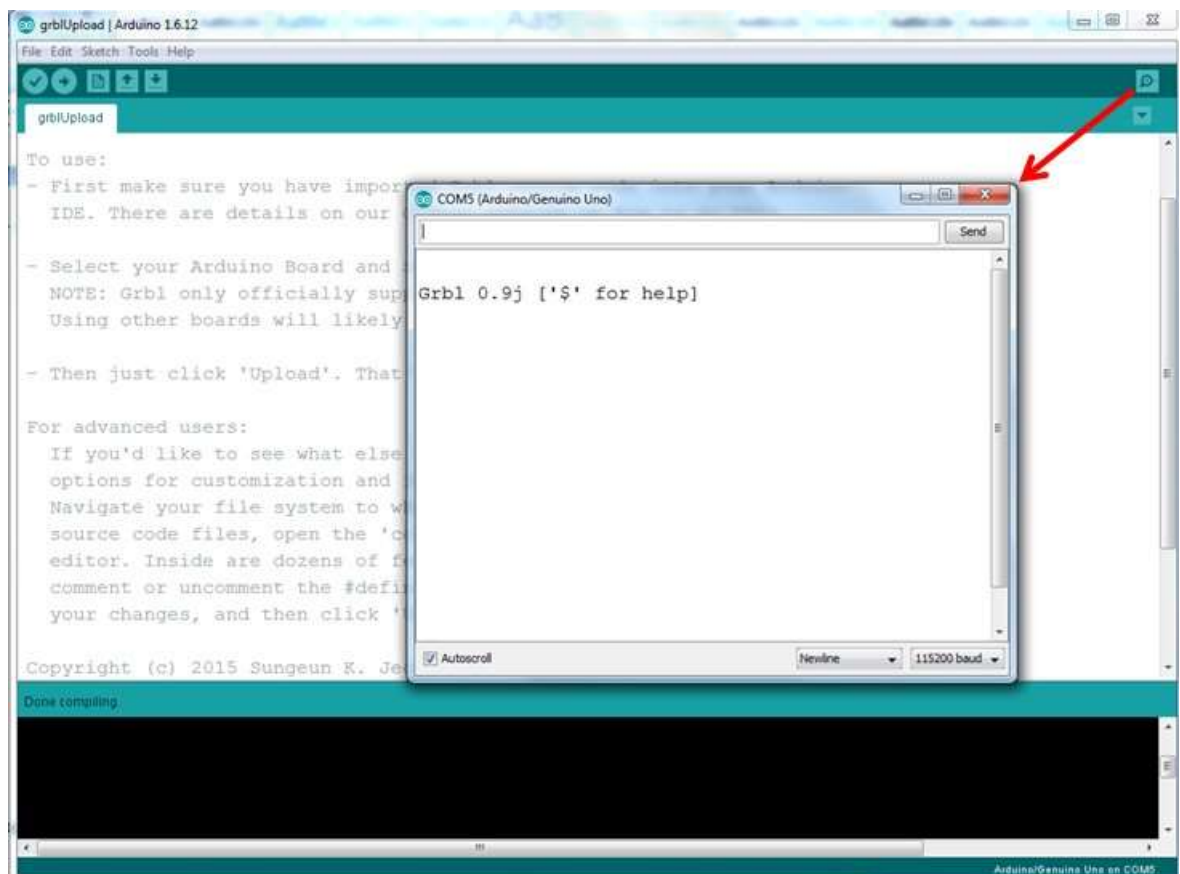 grblUpload | Arduino 1.6.12
File Edit Sketch Tools Help
grblUpload
To use:
- First make sure you have impor
IDE. There are details on our
- Select your Arduino Board and
NOTE: Grbl only officially sup
Using other boards will likely
- Then just click 'Upload'. That
For advanced users:
If you'd like to see what else
options for customization and
Navigate your file system to w
source code files, open the 'c
editor. Inside are dozens of f
comment or uncomment the #defi
your changes, and then click '
Copyright (c) 2015 Sungeun K. Je
COM5 (Arduino/Genuino Uno)
Send
Grbl 0.9j ['$' for help]
Autoscroll
Newline
115200 baud
Done compiling.
Arduino/Genuino Uno on COM5